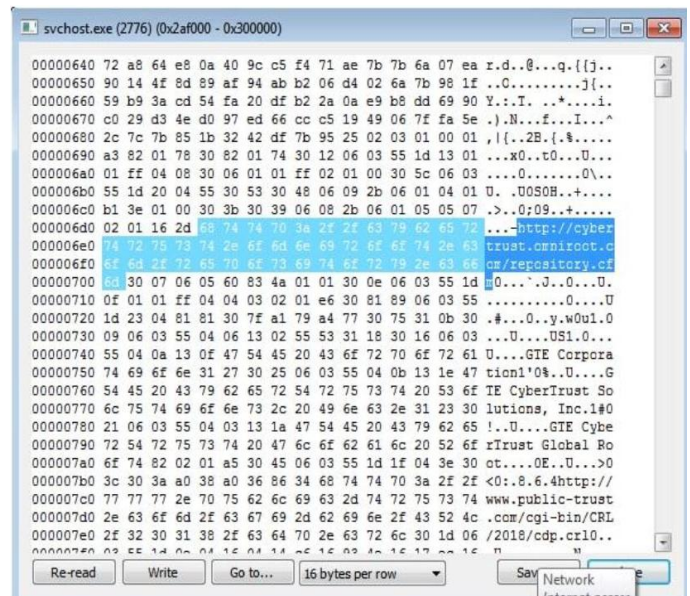 svchost.exe (2776) (0x2af000 - 0x300000)
00000640 72 a8 64 e8 0a 40 9c c5 f4 71 ae 7b 7b 6a 07 ea r.d..@...q.{{j..
00000650 90 14 4f 8d 89 af 94 ab b2 06 d4 02 6a 7b 98 1f ..O.........j{..
00000660 59 b9 3a cd 54 fa 20 df b2 2a 0a e9 b8 dd 69 90 Y.:.T. ..*....i.
00000670 c0 29 d3 4e d0 97 ed 66 cc c5 19 49 06 7f fa 5e .).N...f...I...^
00000680 2c 7c 7b 85 1b 32 42 df 7b 95 25 02 03 01 00 01 ,|{..2B.{.%.....
00000690 a3 82 01 78 30 82 01 74 30 12 06 03 55 1d 13 01 ...x0..t0...U...
000006a0 01 ff 04 08 30 06 01 01 ff 02 01 00 30 5c 06 03 ....0.......0\..
000006b0 55 1d 20 04 55 30 53 30 48 06 09 2b 06 01 04 01 U. .U0S0H..+....
000006c0 b1 3e 01 00 30 3b 30 39 06 08 2b 06 01 05 05 07 .>..0;09..+.....
000006d0 02 01 16 2d 68 74 74 70 3a 2f 2f 63 79 62 65 72 ...-http://cyber
000006e0 74 72 75 73 74 2e 6f 6d 6e 69 72 6f 6f 74 2e 63 trust.omniroot.c
000006f0 6f 6d 2f 72 65 70 6f 73 69 74 6f 72 79 2e 63 66 om/repository.cf
00000700 6d 30 07 06 05 60 83 4a 01 01 30 0e 06 03 55 1d m0...`.J..0...U.
00000710 0f 01 01 ff 04 04 03 02 01 e6 30 81 89 06 03 55 ..........0....U
00000720 1d 23 04 81 81 30 7f a1 79 a4 77 30 75 31 0b 30 .#...0..y.w0u1.0
00000730 09 06 03 55 04 06 13 02 55 53 31 18 30 16 06 03 ...U....US1.0...
00000740 55 04 0a 13 0f 47 54 45 20 43 6f 72 70 6f 72 61 U....GTE Corpora
00000750 74 69 6f 6e 31 27 30 25 06 03 55 04 0b 13 1e 47 tion1'0%..U....G
00000760 54 45 20 43 79 62 65 72 54 72 75 73 74 20 53 6f TE CyberTrust So
00000770 6c 75 74 69 6f 6e 73 2c 20 49 6e 63 2e 31 23 30 lutions, Inc.1#0
00000780 21 06 03 55 04 03 13 1a 47 54 45 20 43 79 62 65 !..U....GTE Cybe
00000790 72 54 72 75 73 74 20 47 6c 6f 62 61 6c 20 52 6f rTrust Global Ro
000007a0 6f 74 82 02 01 a5 30 45 06 03 55 1d 1f 04 3e 30 ot....0E..U...>0
000007b0 3c 30 3a a0 38 a0 36 86 34 68 74 74 70 3a 2f 2f <0:.8.6.4http://
000007c0 77 77 77 2e 70 75 62 6c 69 63 2d 74 72 75 73 74 www.public-trust
000007d0 2e 63 6f 6d 2f 63 67 69 2d 62 69 6e 2f 43 52 4c .com/cgi-bin/CRL
000007e0 2f 32 30 31 38 2f 63 64 70 2e 63 72 6c 30 1d 06 /2018/cdp.crl0..
Re-read Write Go to... 16 bytes per row
Network